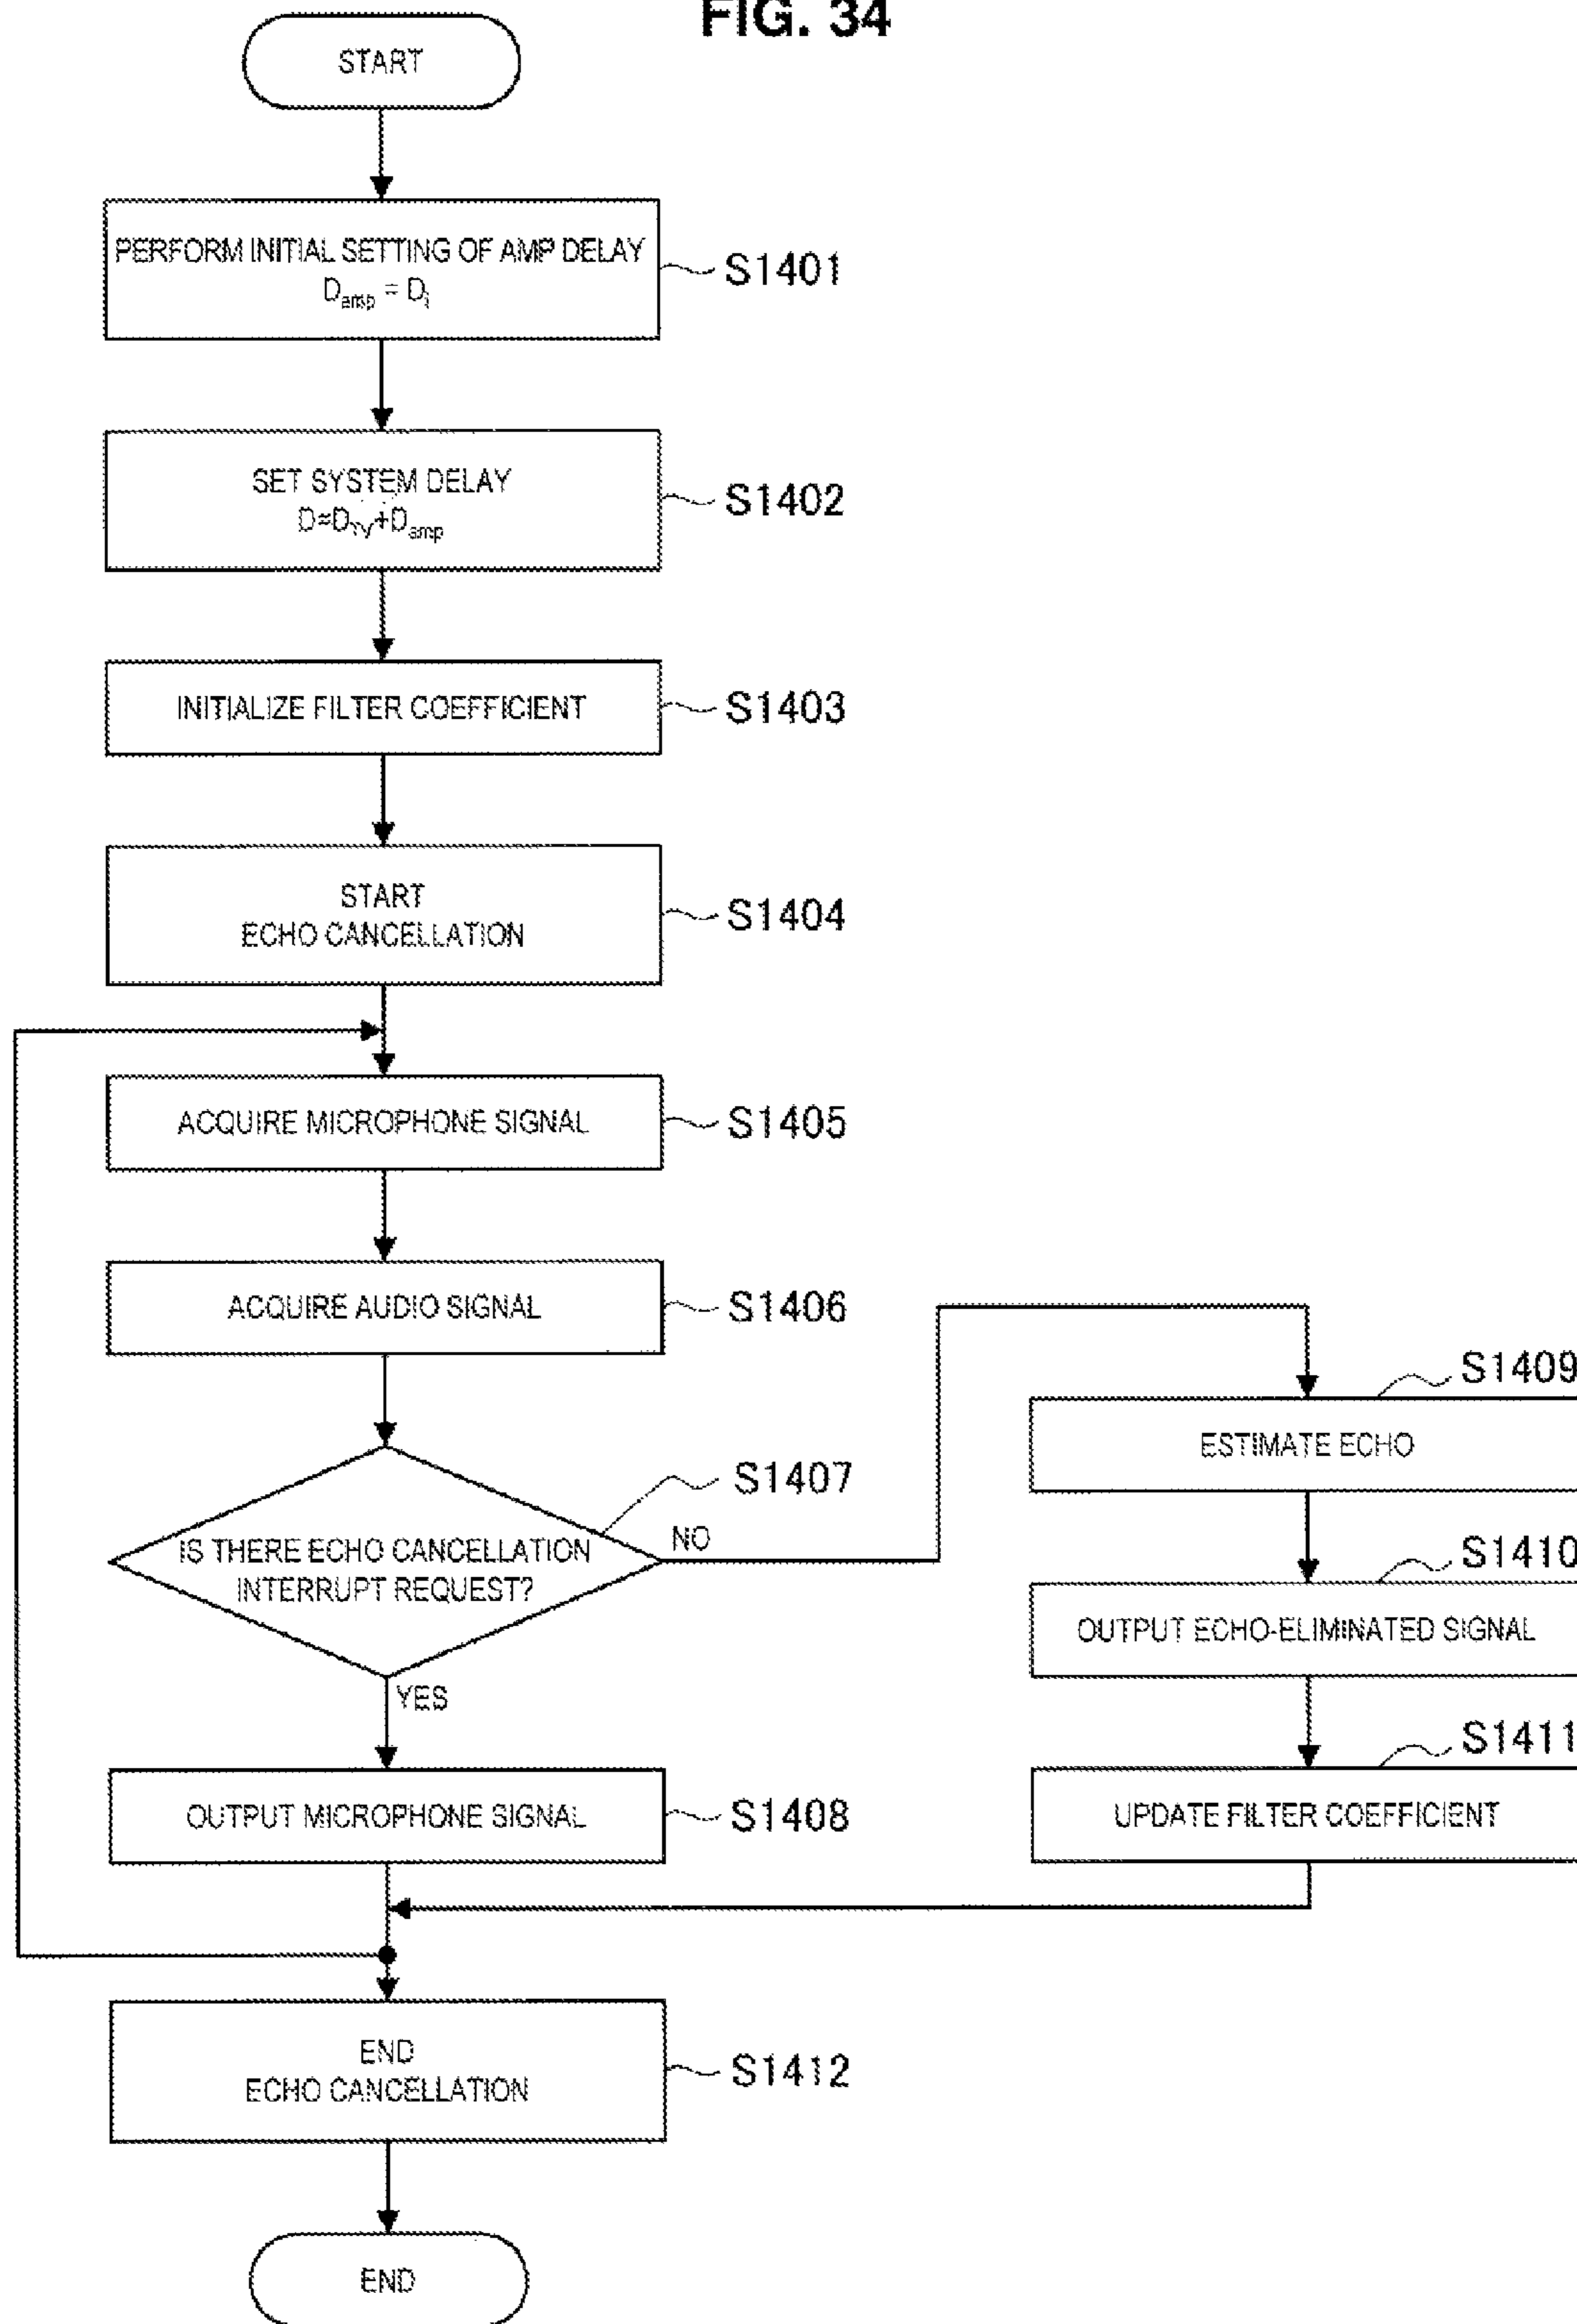 FIG. 34
START
PERFORM INITIAL SETTING OF AMP DELAY
Damp = Di
S1401
SET SYSTEM DELAY
D=DTV+Damp
S1402
INITIALIZE FILTER COEFFICIENT
S1403
START
ECHO CANCELLATION
S1404
ACQUIRE MICROPHONE SIGNAL
S1405
ACQUIRE AUDIO SIGNAL
S1406
IS THERE ECHO CANCELLATION
INTERRUPT REQUEST?
S1407
NO
YES
OUTPUT MICROPHONE SIGNAL
S1408
S1409
ESTIMATE ECHO
S1410
OUTPUT ECHO-ELIMINATED SIGNAL
S1411
UPDATE FILTER COEFFICIENT
END
ECHO CANCELLATION
S1412
END